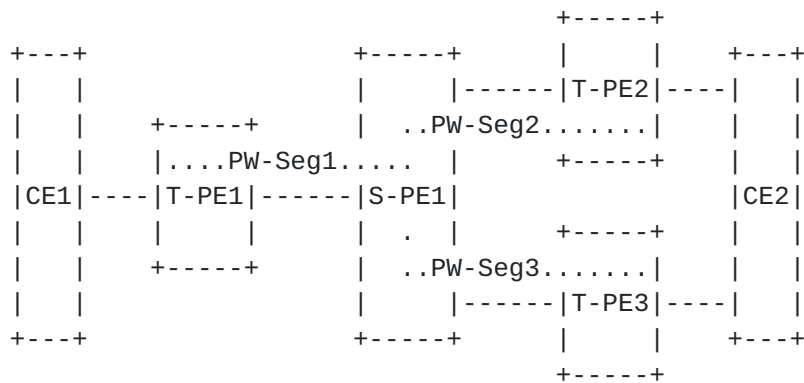 +-----+
+---+                      +-----+         |     |       +---+
|   |                      |     |---------|T-PE2|-------|   |
|   |       +-----+        |   ..PW-Seg2.......|         |   |
|   |       |....PW-Seg1.....  |           +-----+       |   |
|CE1|-------|T-PE1|--------|S-PE1|                       |CE2|
|   |       |     |        |   . |         +-----+       |   |
|   |       +-----+        |   ..PW-Seg3.......|         |   |
|   |                      |     |---------|T-PE3|-------|   |
+---+                      +-----+         |     |       +---+
                                           +-----+